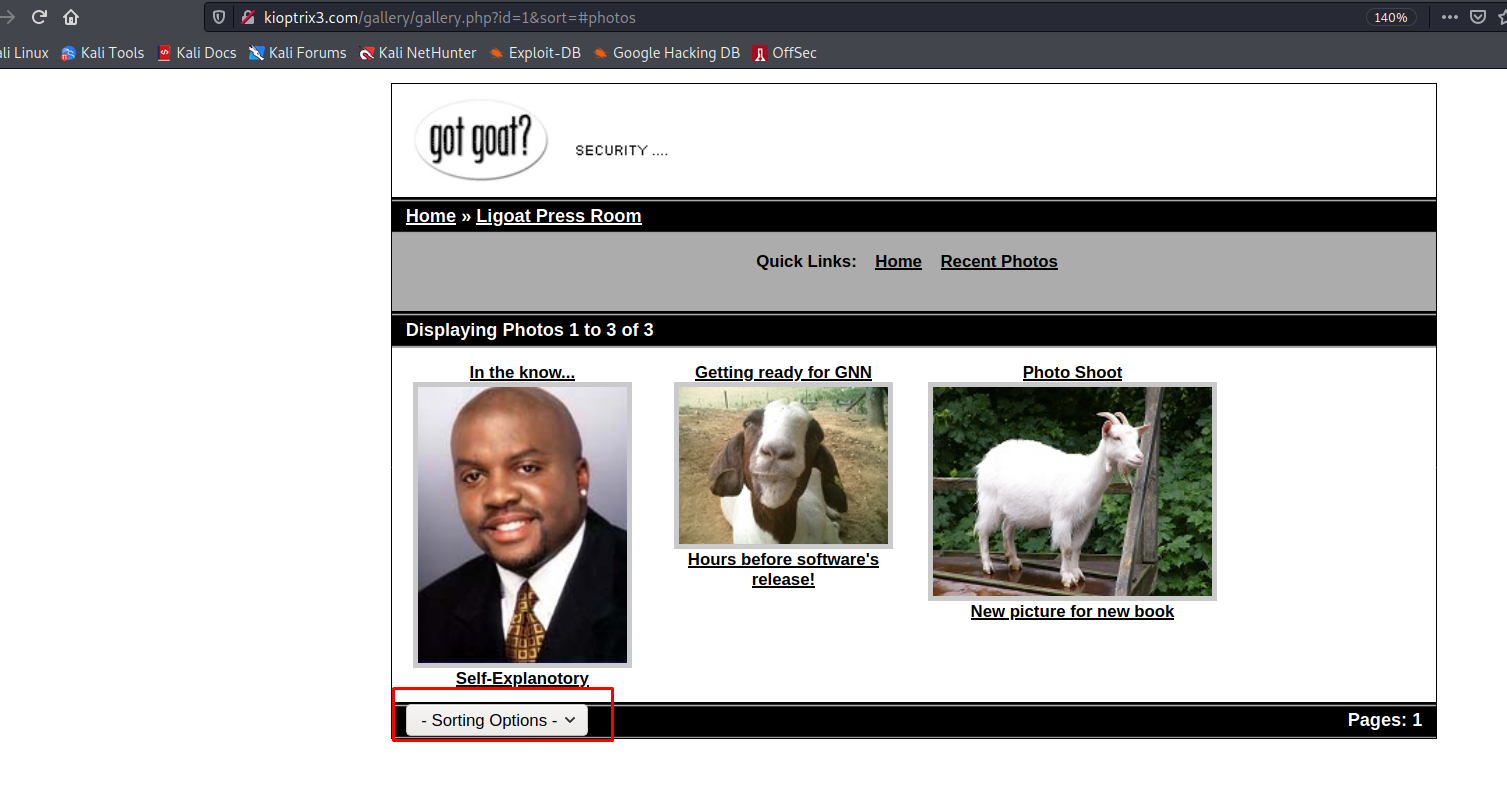 kioptrix3.com/gallery/gallery.php?id=1&sort=#photos 140%
ali Linux Kali Tools Kali Docs Kali Forums Kali NetHunter Exploit-DB Google Hacking DB OffSec
got goat?
SECURITY ....
Home » Ligoat Press Room
Quick Links: Home Recent Photos
Displaying Photos 1 to 3 of 3
In the know... Getting ready for GNN Photo Shoot
Hours before software's
release!
New picture for new book
Self-Explanotory
- Sorting Options - Pages: 1